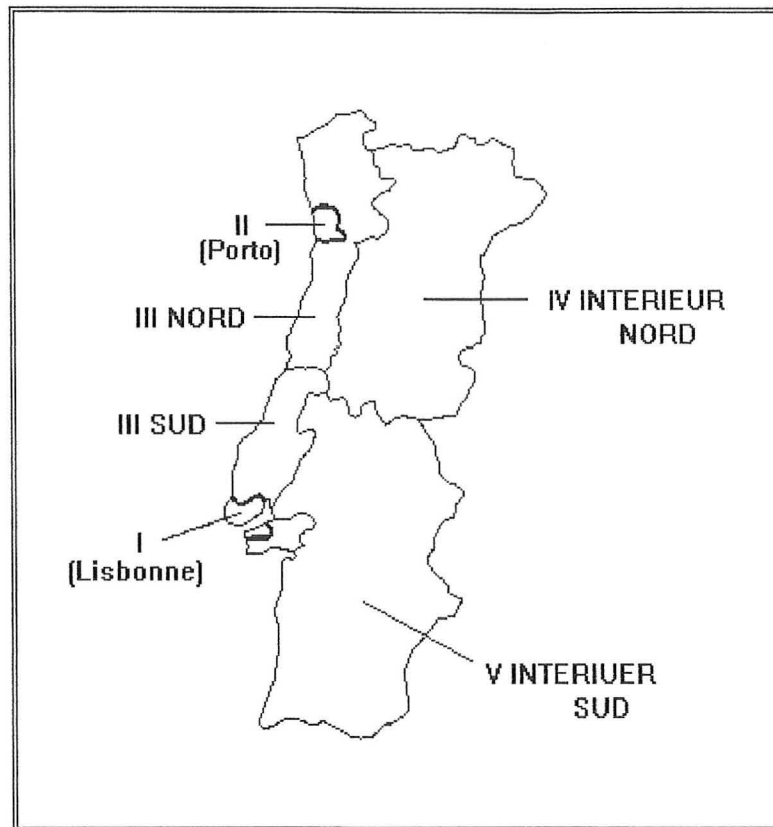 II
(Porto)
III NORD
IV INTERIEUR
NORD
III SUD
I
(Lisbonne)
V INTERIUER
SUD